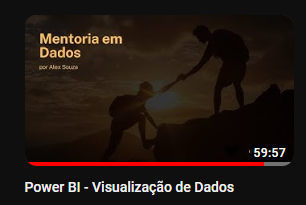 Mentoria em
Dados
por Alex Souza
59:57
Power BI - Visualização de Dados